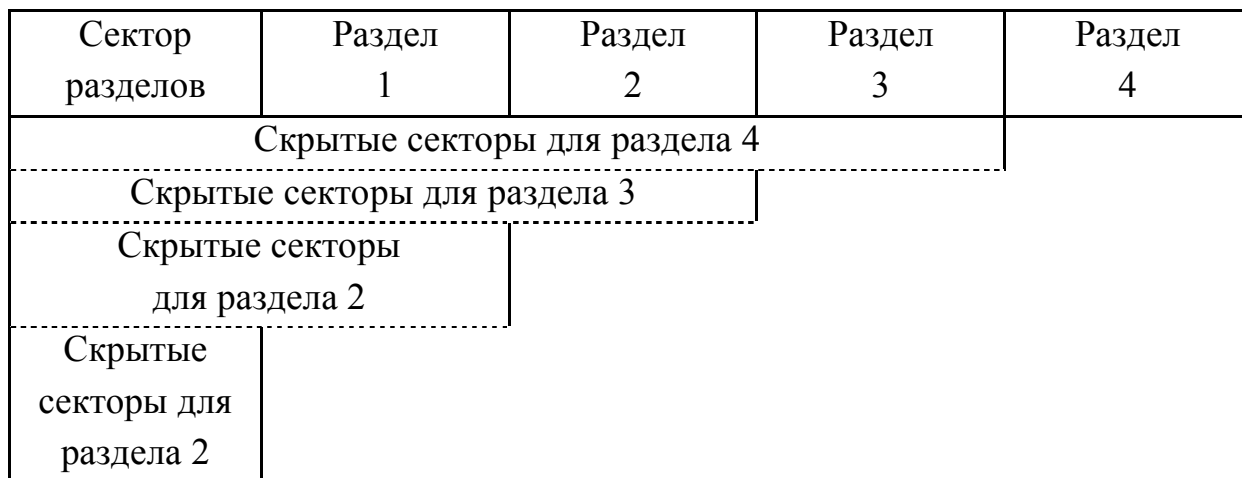 Сектор
разделов
Раздел
1
Раздел
2
Раздел
3
Раздел
4
Скрытые секторы для раздела 4
Скрытые секторы для раздела 3
Скрытые секторы
для раздела 2
Скрытые
секторы для
раздела 2